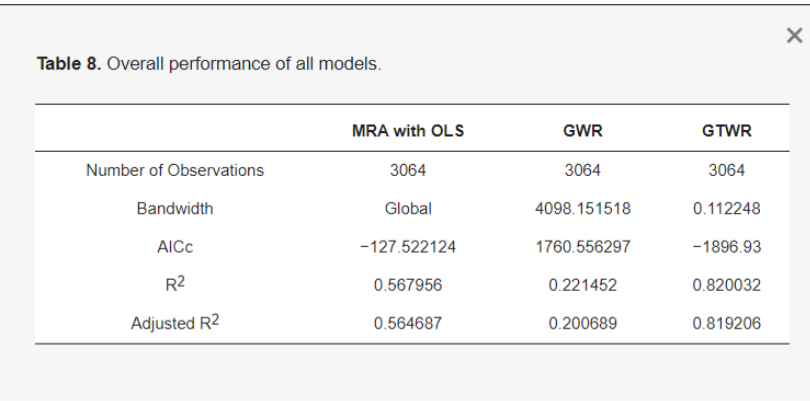 Table 8. Overall performance of all models.
MRA with OLS GWR GTWR
Number of Observations 3064 3064 3064
Bandwidth Global 4098.151518 0.112248
AICc −127.522124 1760.556297 −1896.93
R2 0.567956 0.221452 0.820032
Adjusted R2 0.564687 0.200689 0.819206